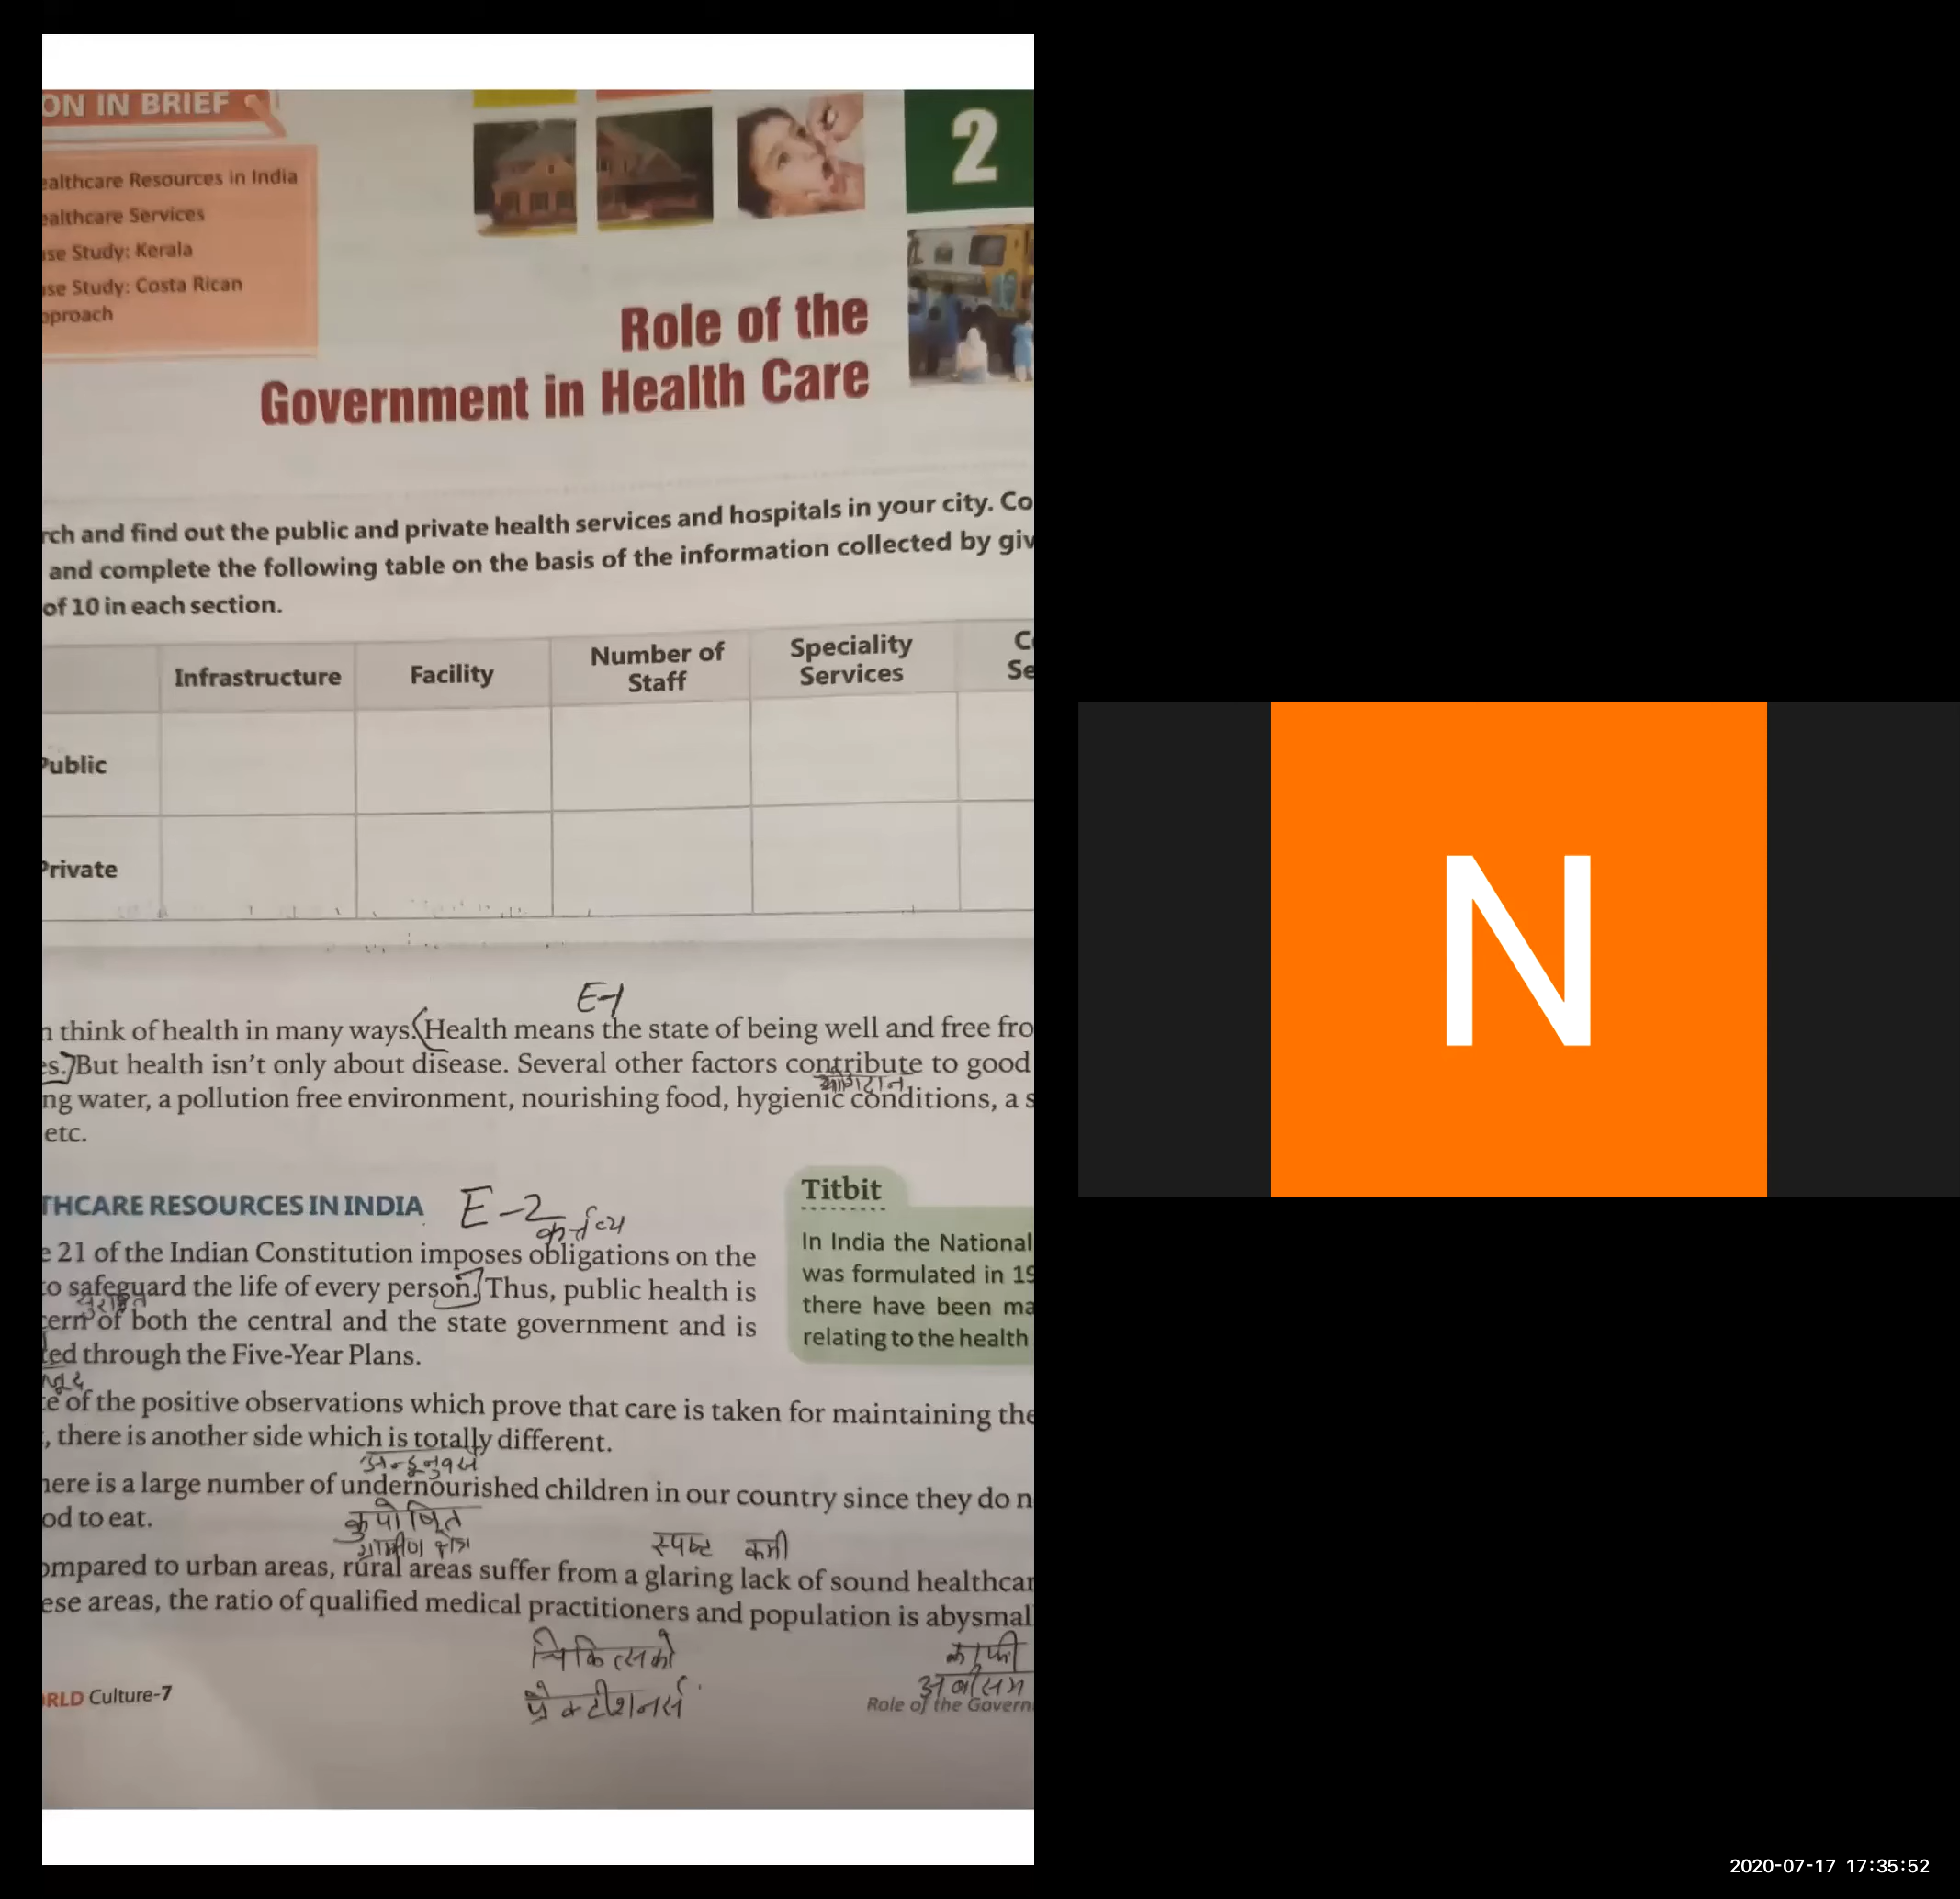 ON IN BRIEF
ealthcare Resources in India
ealthcare Services
se Study: Kerala
se Study: Costa Rican
pproach
2
Role of the
Government in Health Care
rch and find out the public and private health services and hospitals in your city. Co
and complete the following table on the basis of the information collected by giv
of 10 in each section.
Infrastructure Facility Number of Staff Speciality Services
Public
Private
E-1
think of health in many ways. (Health means the state of being well and free fro
es.) But health isn't only about disease. Several other factors contribute to good
योगदान
ng water, a pollution free environment, nourishing food, hygienic conditions, a s
etc.
THCARE RESOURCES IN INDIA E-2
कर्तव्य
e 21 of the Indian Constitution imposes obligations on the
to safeguard the life of every person.] Thus, public health is
सुरक्षित
cern of both the central and the state government and is
ted through the Five-Year Plans.
te of the positive observations which prove that care is taken for maintaining the
, there is another side which is totally different.
here is a large number of undernourished children in our country since they do n
od to eat.
कुपोषित
ग्रामीण क्षेत्र स्पष्ट कमी
ompared to urban areas, rural areas suffer from a glaring lack of sound healthcar
ese areas, the ratio of qualified medical practitioners and population is abysmal
चिकित्सको काफी
RLD Culture-7
Role of the Govern
Titbit
In India the National
was formulated in 19
there have been ma
relating to the health
N
2020-07-17 17:35:52